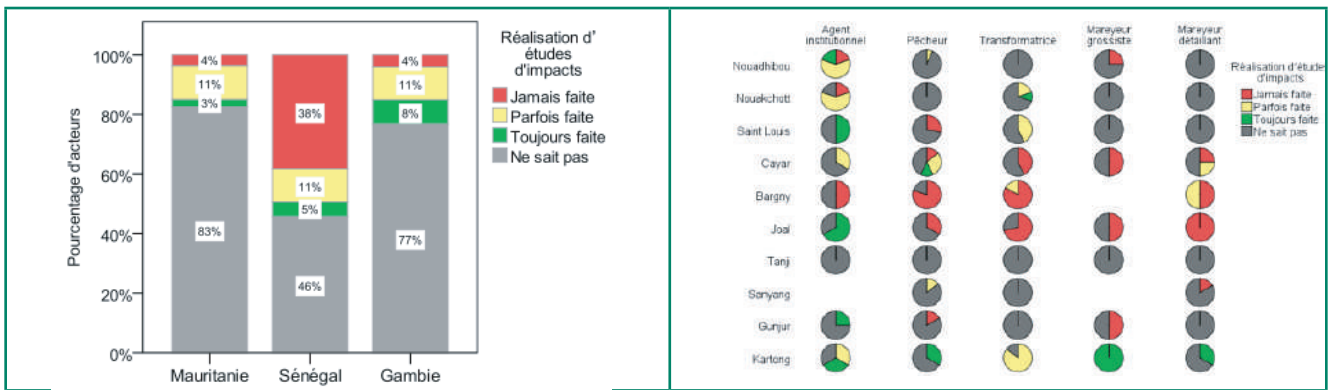 100%
80%
60%
40%
20%
0%
Pourcentage d'acteurs
4%
11%
3%
83%
38%
11%
5%
46%
4%
11%
8%
77%
Mauritanie Sénégal Gambie
Réalisation d'
études
d'impacts
Jamais faite
Parfois faite
Toujours faite
Ne sait pas
Agent
institutionnel
Pêcheur
Transformatrice
Mareyeur
grossiste
Mareyeur
détaillant
Nouadhibou
Nouakchott
Saint Louis
Cayar
Bargny
Joal
Tanji
Sanyang
Gunjur
Kartong
Réalisation d'études
d'impacts
Jamais faite
Parfois faite
Toujours faite
Ne sait pas